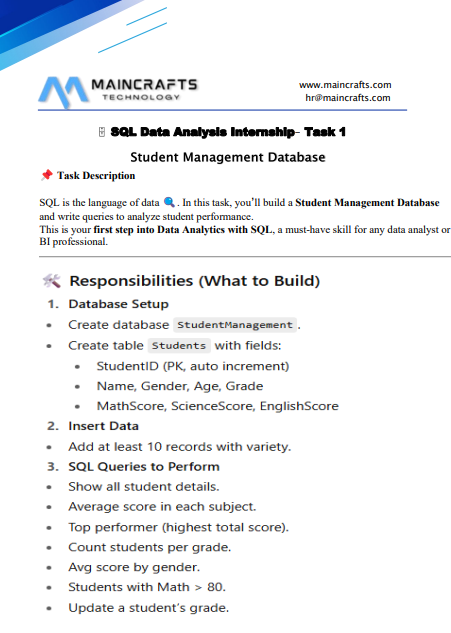 MAINCRAFTS
TECHNOLOGY
www.maincrafts.com
hr@maincrafts.com
SQL Data Analysis Internship– Task 1
Student Management Database
📌 Task Description
SQL is the language of data 🔍. In this task, you'll build a Student Management Database
and write queries to analyze student performance.
This is your first step into Data Analytics with SQL, a must-have skill for any data analyst or
BI professional.
🛠️ Responsibilities (What to Build)
1. Database Setup
• Create database StudentManagement.
• Create table Students with fields:
• StudentID (PK, auto increment)
• Name, Gender, Age, Grade
• MathScore, ScienceScore, EnglishScore
2. Insert Data
• Add at least 10 records with variety.
3. SQL Queries to Perform
• Show all student details.
• Average score in each subject.
• Top performer (highest total score).
• Count students per grade.
• Avg score by gender.
• Students with Math > 80.
• Update a student's grade.